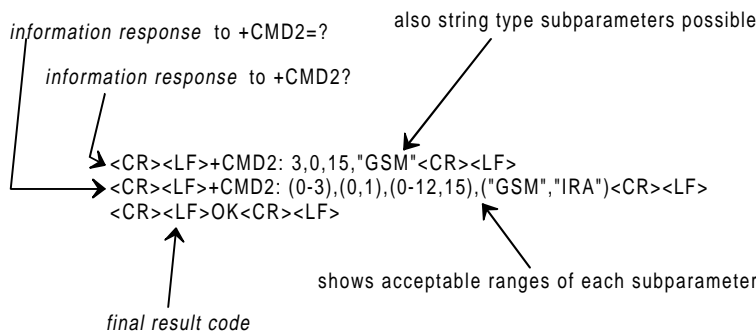 also string type subparameters possible
information response to +CMD2=?
information response to +CMD2?
<CR><LF>+CMD2: 3,0,15,"GSM"<CR><LF>
<CR><LF>+CMD2: (0-3),(0,1),(0-12,15),("GSM","IRA")<CR><LF>
<CR><LF>OK<CR><LF>
shows acceptable ranges of each subparameter
final result code